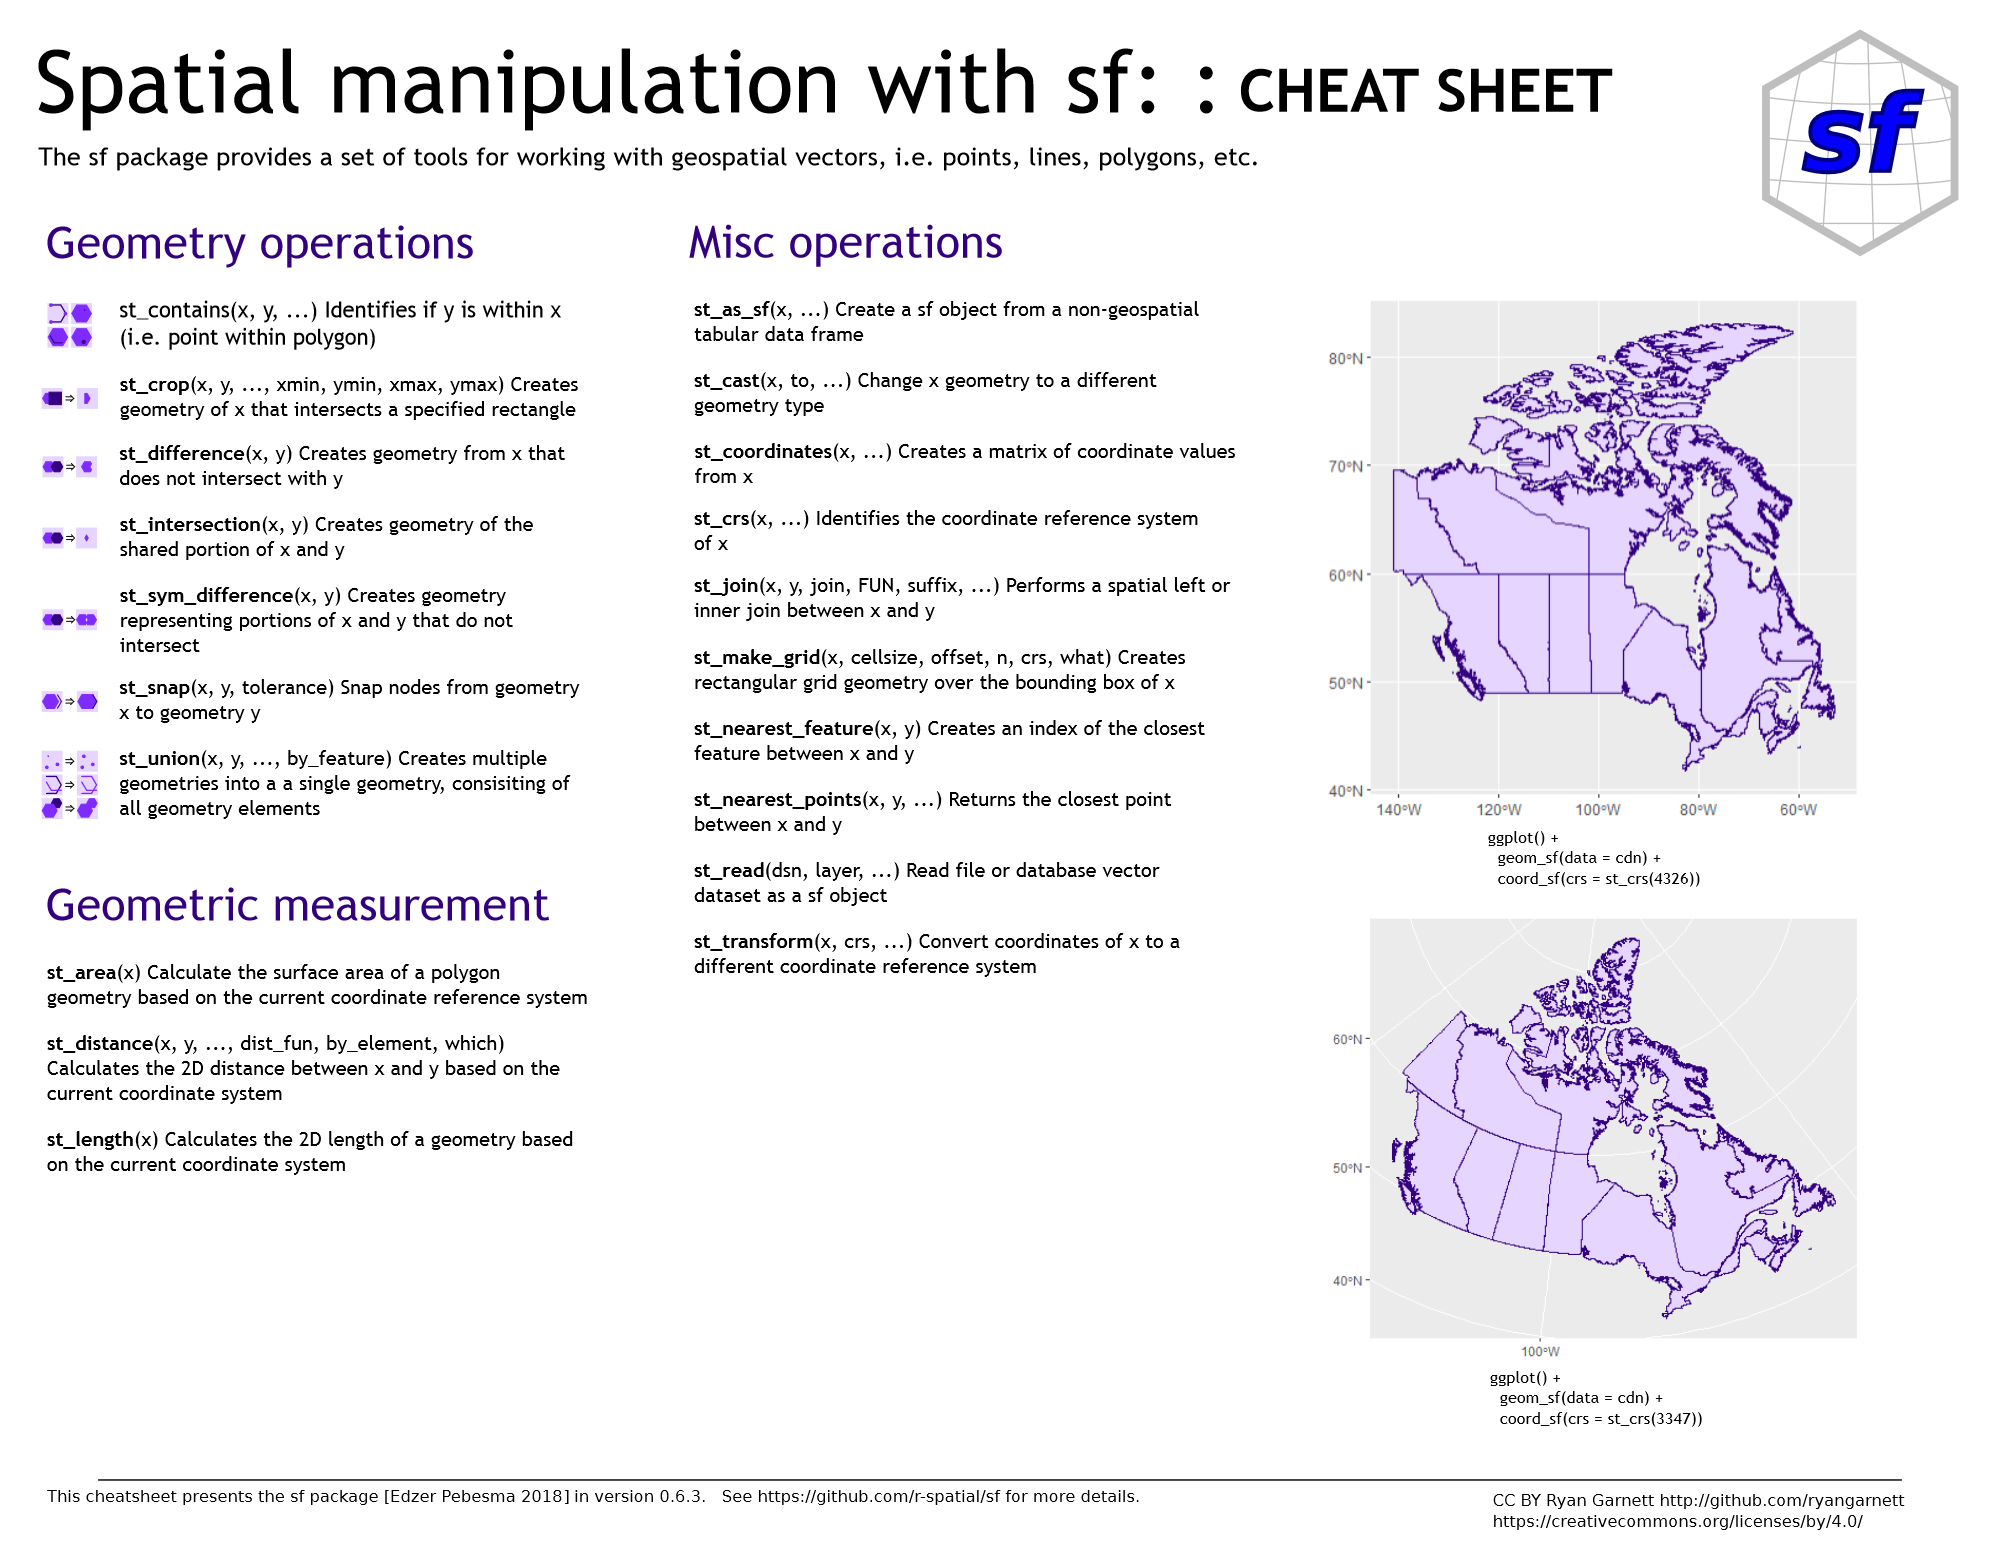 Spatial manipulation with sf: : CHEAT SHEET
The sf package provides a set of tools for working with geospatial vectors, i.e. points, lines, polygons, etc.
sf
Geometry operations
st_contains(x, y, ...) Identifies if y is within x
(i.e. point within polygon)
st_crop(x, y, ..., xmin, ymin, xmax, ymax) Creates
geometry of x that intersects a specified rectangle
st_difference(x, y) Creates geometry from x that
does not intersect with y
st_intersection(x, y) Creates geometry of the
shared portion of x and y
st_sym_difference(x, y) Creates geometry
representing portions of x and y that do not
intersect
st_snap(x, y, tolerance) Snap nodes from geometry
x to geometry y
st_union(x, y, ..., by_feature) Creates multiple
geometries into a a single geometry, consisiting of
all geometry elements
Geometric measurement
st_area(x) Calculate the surface area of a polygon
geometry based on the current coordinate reference system
st_distance(x, y, ..., dist_fun, by_element, which)
Calculates the 2D distance between x and y based on the
current coordinate system
st_length(x) Calculates the 2D length of a geometry based
on the current coordinate system
Misc operations
st_as_sf(x, ...) Create a sf object from a non-geospatial
tabular data frame
st_cast(x, to, ...) Change x geometry to a different
geometry type
st_coordinates(x, ...) Creates a matrix of coordinate values
from x
st_crs(x, ...) Identifies the coordinate reference system
of x
st_join(x, y, join, FUN, suffix, ...) Performs a spatial left or
inner join between x and y
st_make_grid(x, cellsize, offset, n, crs, what) Creates
rectangular grid geometry over the bounding box of x
st_nearest_feature(x, y) Creates an index of the closest
feature between x and y
st_nearest_points(x, y, ...) Returns the closest point
between x and y
st_read(dsn, layer, ...) Read file or database vector
dataset as a sf object
st_transform(x, crs, ...) Convert coordinates of x to a
different coordinate reference system
80°N
70°N
60°N
50°N
40°N
140°W 120°W 100°W 80°W 60°W
ggplot() +
geom_sf(data = cdn) +
coord_sf(crs = st_crs(4326))
60°N
50°N
40°N
100°W
ggplot() +
geom_sf(data = cdn) +
coord_sf(crs = st_crs(3347))
This cheatsheet presents the sf package [Edzer Pebesma 2018] in version 0.6.3. See https://github.com/r-spatial/sf for more details.
CC BY Ryan Garnett http://github.com/ryangarnett
https://creativecommons.org/licenses/by/4.0/